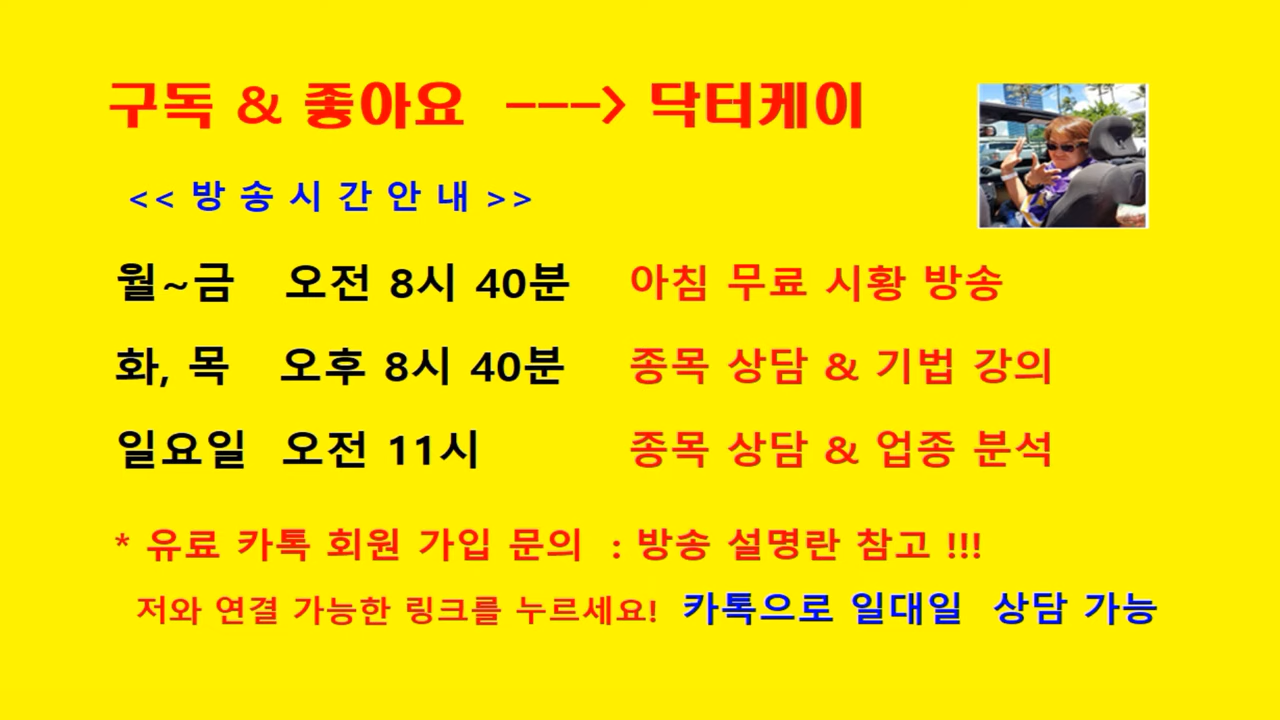 구독 & 좋아요 ---> 닥터케이
<< 방 송 시 간 안 내 >>
월~금 오전 8시 40분 아침 무료 시황 방송
화, 목 오후 8시 40분 종목 상담 & 기법 강의
일요일 오전 11시 종목 상담 & 업종 분석
* 유료 카톡 회원 가입 문의 : 방송 설명란 참고 !!!
저와 연결 가능한 링크를 누르세요! 카톡으로 일대일 상담 가능